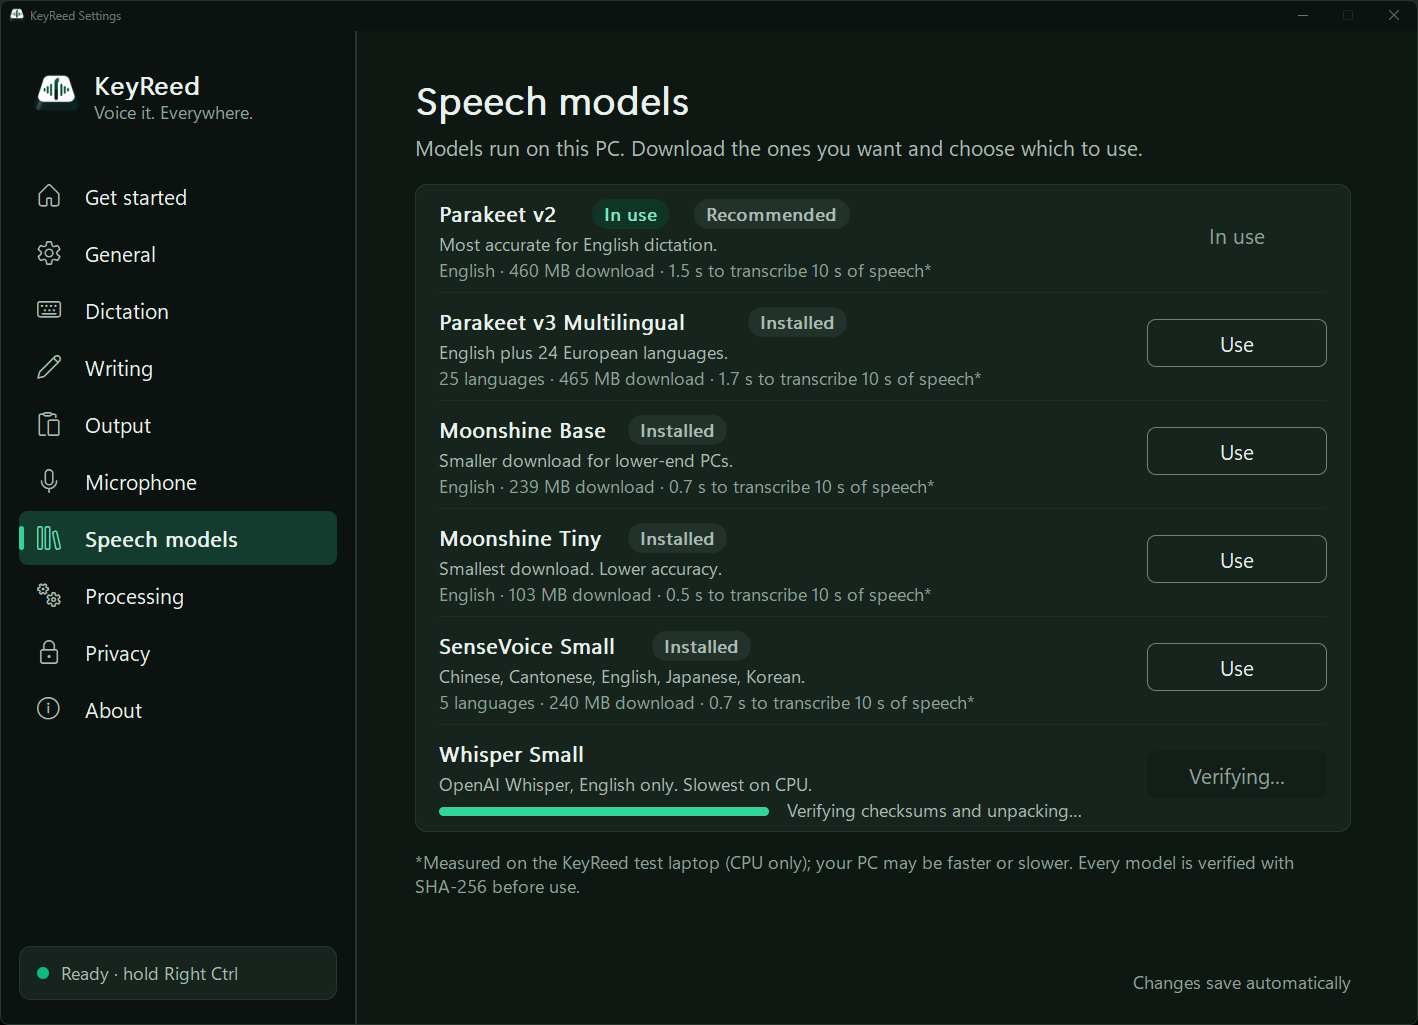 KeyReed Settings
KeyReed
Voice it. Everywhere.
Get started
General
Dictation
Writing
Output
Microphone
Speech models
Processing
Privacy
About
Ready · hold Right Ctrl
Speech models
Models run on this PC. Download the ones you want and choose which to use.
Parakeet v2 In use Recommended
Most accurate for English dictation.
English · 460 MB download · 1.5 s to transcribe 10 s of speech*
In use
Parakeet v3 Multilingual Installed
English plus 24 European languages.
25 languages · 465 MB download · 1.7 s to transcribe 10 s of speech*
Use
Moonshine Base Installed
Smaller download for lower-end PCs.
English · 239 MB download · 0.7 s to transcribe 10 s of speech*
Use
Moonshine Tiny Installed
Smallest download. Lower accuracy.
English · 103 MB download · 0.5 s to transcribe 10 s of speech*
Use
SenseVoice Small Installed
Chinese, Cantonese, English, Japanese, Korean.
5 languages · 240 MB download · 0.7 s to transcribe 10 s of speech*
Use
Whisper Small
OpenAI Whisper, English only. Slowest on CPU.
Verifying checksums and unpacking...
Verifying...
*Measured on the KeyReed test laptop (CPU only); your PC may be faster or slower. Every model is verified with
SHA-256 before use.
Changes save automatically